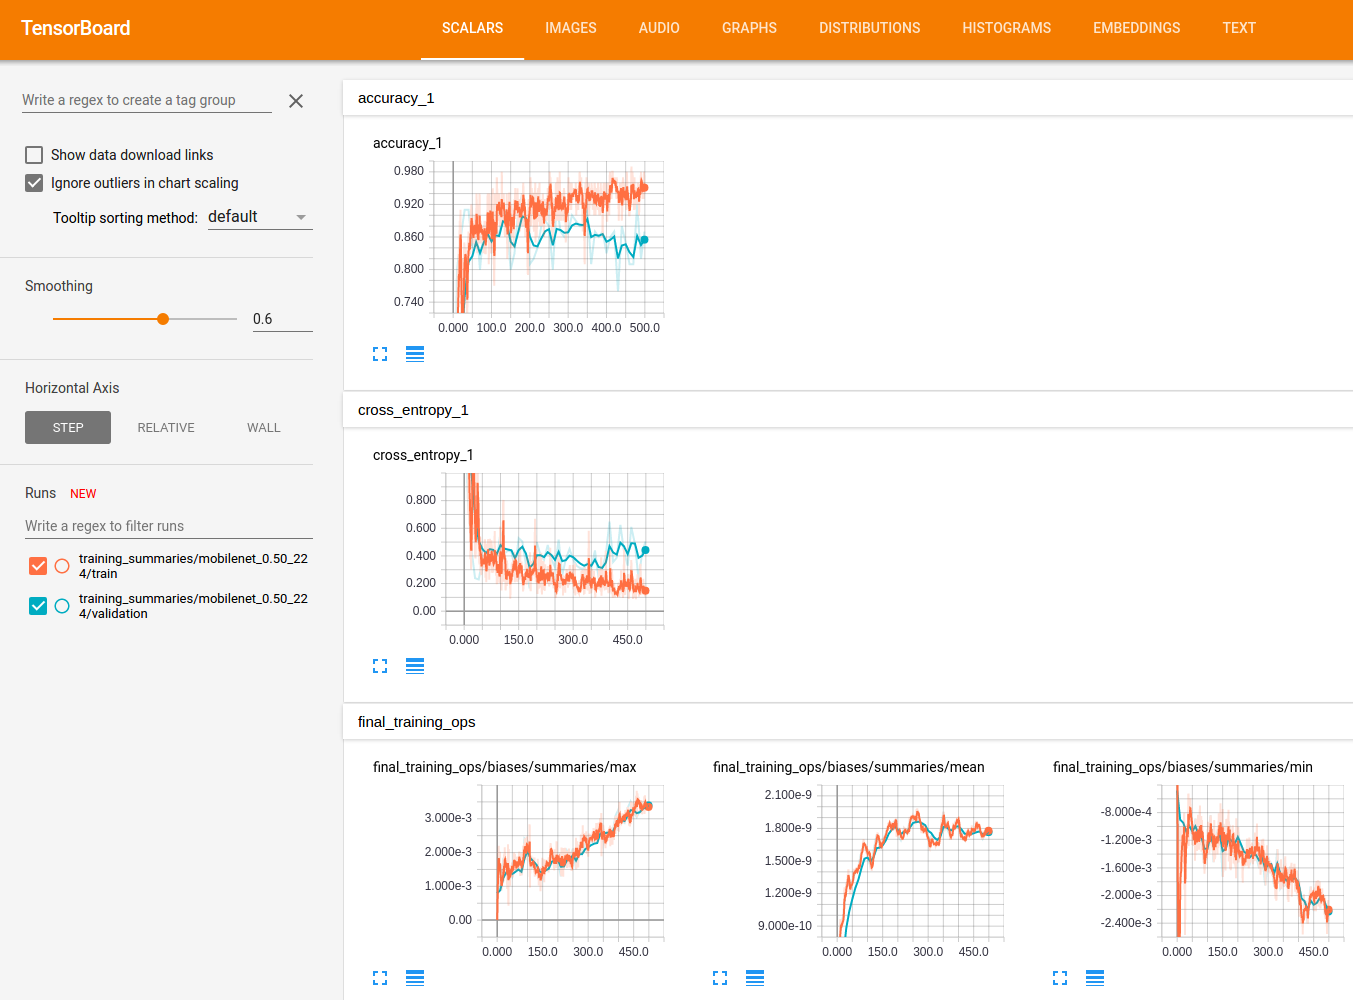 TensorBoard
SCALARS IMAGES AUDIO GRAPHS DISTRIBUTIONS HISTOGRAMS EMBEDDINGS TEXT
Write a regex to create a tag group
Show data download links
Ignore outliers in chart scaling
Tooltip sorting method: default
Smoothing
0.6
Horizontal Axis
STEP RELATIVE WALL
Runs NEW
Write a regex to filter runs
training_summaries/mobilenet_0.50_22
4/train
training_summaries/mobilenet_0.50_22
4/validation
accuracy_1
accuracy_1
0.980
0.920
0.860
0.800
0.740
0.000 100.0 200.0 300.0 400.0 500.0
cross_entropy_1
cross_entropy_1
0.800
0.600
0.400
0.200
0.00
0.000 150.0 300.0 450.0
final_training_ops
final_training_ops/biases/summaries/max
3.000e-3
2.000e-3
1.000e-3
0.00
0.000 150.0 300.0 450.0
final_training_ops/biases/summaries/mean
2.100e-9
1.800e-9
1.500e-9
1.200e-9
9.000e-10
0.000 150.0 300.0 450.0
final_training_ops/biases/summaries/min
-8.000e-4
-1.200e-3
-1.600e-3
-2.000e-3
-2.400e-3
0.000 150.0 300.0 450.0